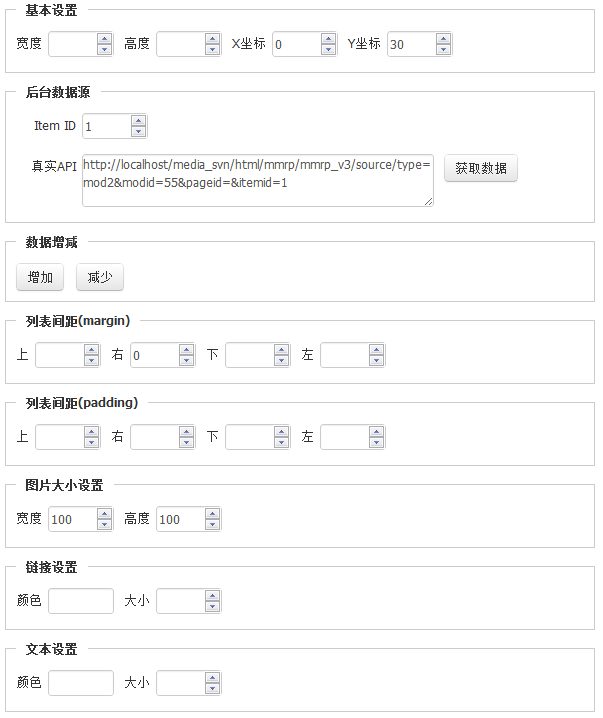 基本设置
宽度 高度 X坐标 0 Y坐标 30
后台数据源
Item ID 1
真实API http://localhost/media_svn/html/mmrp/mmrp_v3/source/type= 获取数据
mod2&modid=55&pageid=&itemid=1
数据增减
增加 减少
列表间距(margin)
上 右 0 下 左
列表间距(padding)
上 右 下 左
图片大小设置
宽度 100 高度 100
链接设置
颜色 大小
文本设置
颜色 大小